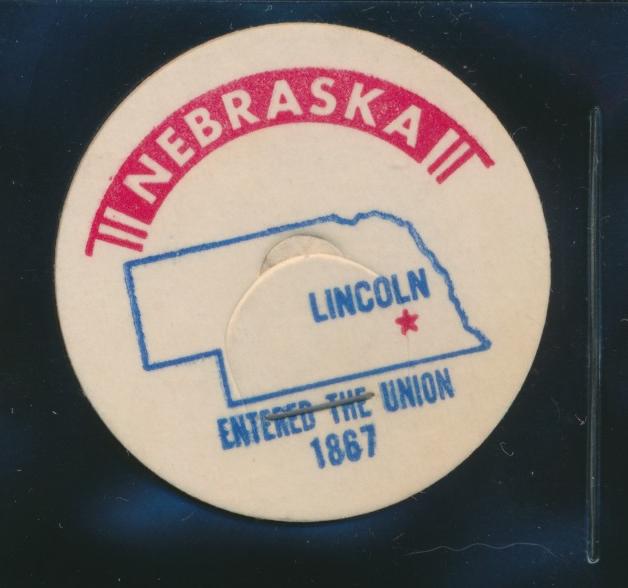 NEBRASKA
LINCOLN
ENTERED THE UNION
1867